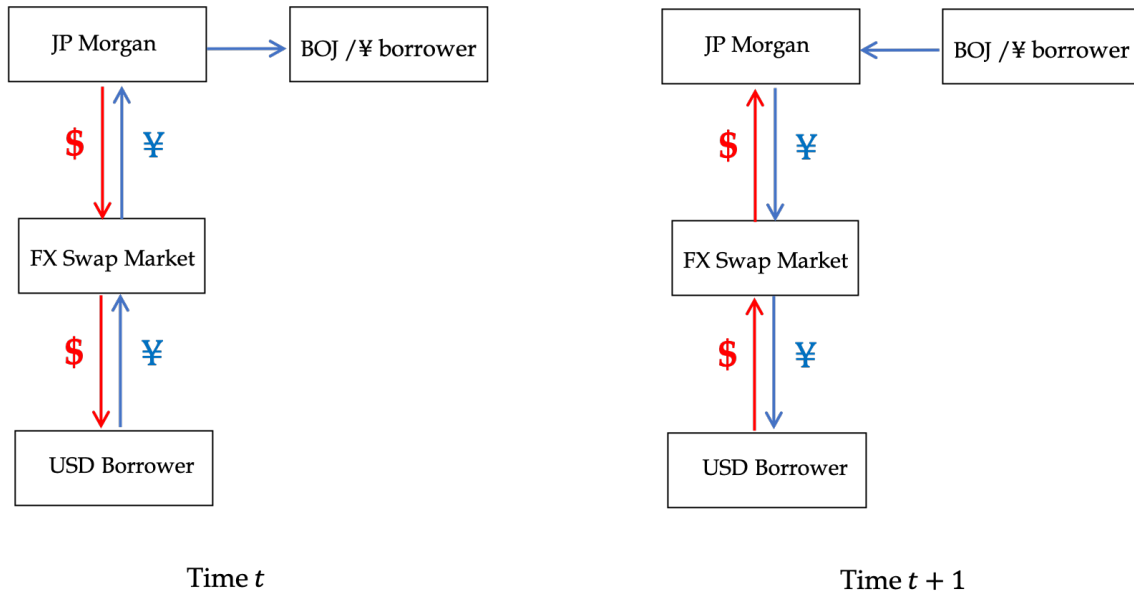 JP Morgan
BOJ /¥ borrower
$
¥
FX Swap Market
$
¥
USD Borrower
Time t
JP Morgan
BOJ /¥ borrower
$
¥
FX Swap Market
$
¥
USD Borrower
Time t + 1